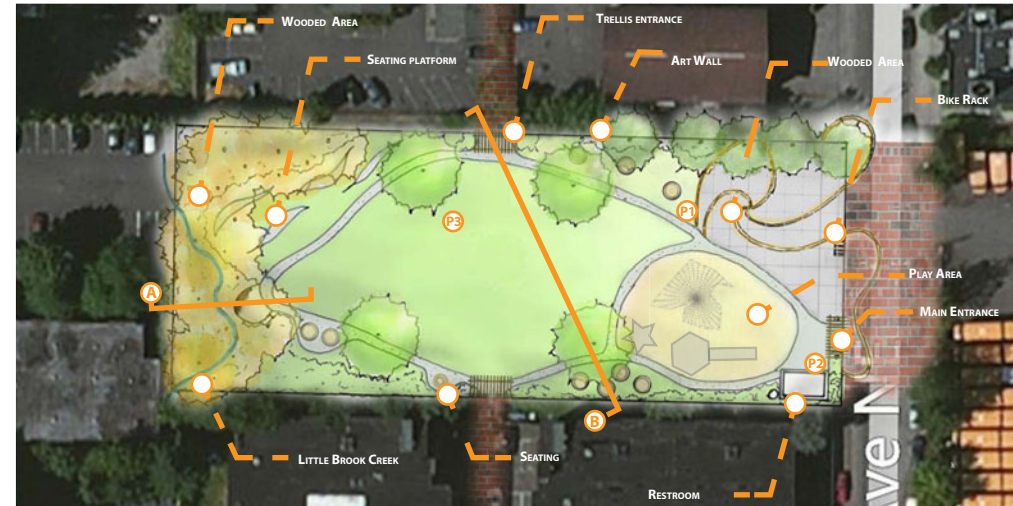 Wooded Area
Trellis entrance
Seating platform
Art Wall
Wooded Area
Bike Rack
P1
P3
Play Area
A
Main Entrance
P2
B
Little Brook Creek
Seating
Restroom
Ave N